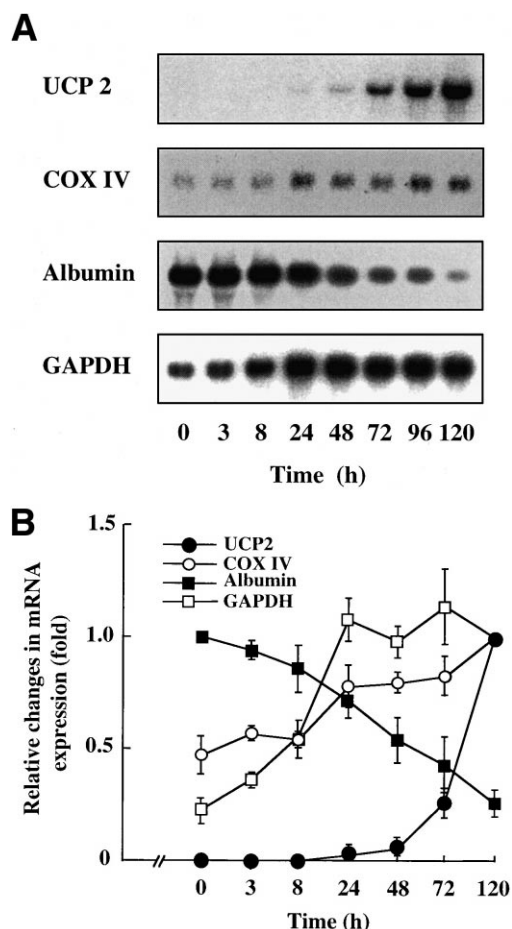 A
UCP 2
COX IV
Albumin
GAPDH
0 3 8 24 48 72 96 120
Time (h)
B
1.5
UCP2
COX IV
Albumin
GAPDH
1.0
Relative changes in mRNA
expression (fold)
0.5
0
0 3 8 24 48 72 120
Time (h)